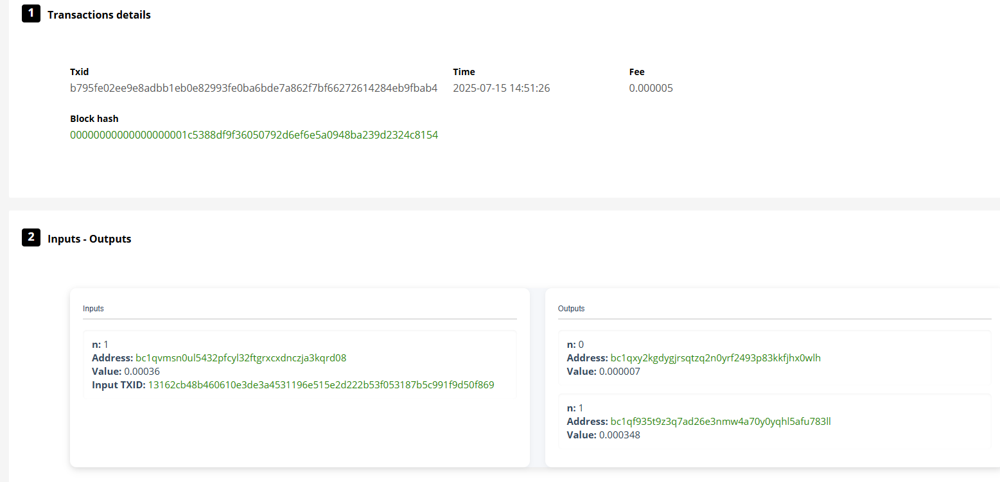 1 Transactions details
Txid Time Fee
b795fe02ee9e8adbb1eb0e82993fe0ba6bde7a862f7bf66272614284eb9fbab4 2025-07-15 14:51:26 0.000005
Block hash
00000000000000000001c5388df9f36050792d6ef6e5a0948ba239d2324c8154
2 Inputs - Outputs
Inputs
n: 1
Address: bc1qvmsn0ul5432pfcyl32ftgrxcxdnczja3kqrd08
Value: 0.00036
Input TXID: 13162cb48b460610e3de3a4531196e515e2d222b53f053187b5c991f9d50f869
Outputs
n: 0
Address: bc1qxy2kgdygjrsqtzq2n0yrf2493p83kkfjhx0wlh
Value: 0.000007
n: 1
Address: bc1qf935t9z3q7ad26e3nmw4a70y0yqhl5afu783ll
Value: 0.000348